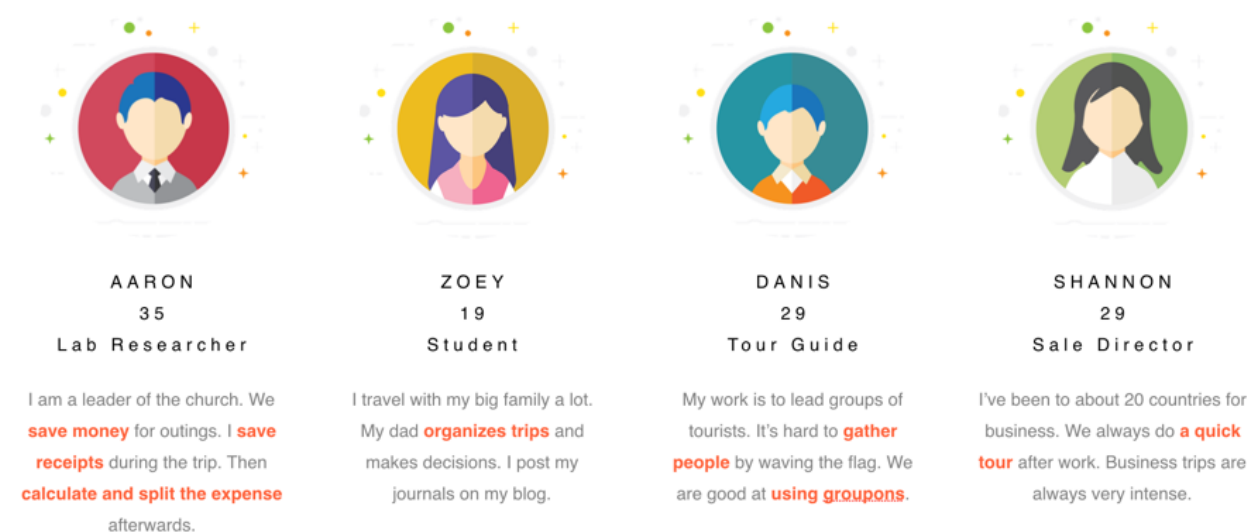 AARON
35
Lab Researcher
I am a leader of the church. We
save money for outings. I save
receipts during the trip. Then
calculate and split the expense
afterwards.
ZOEY
19
Student
I travel with my big family a lot.
My dad organizes trips and
makes decisions. I post my
journals on my blog.
DANIS
29
Tour Guide
My work is to lead groups of
tourists. It's hard to gather
people by waving the flag. We
are good at using groupons.
SHANNON
29
Sale Director
I've been to about 20 countries for
business. We always do a quick
tour after work. Business trips are
always very intense.